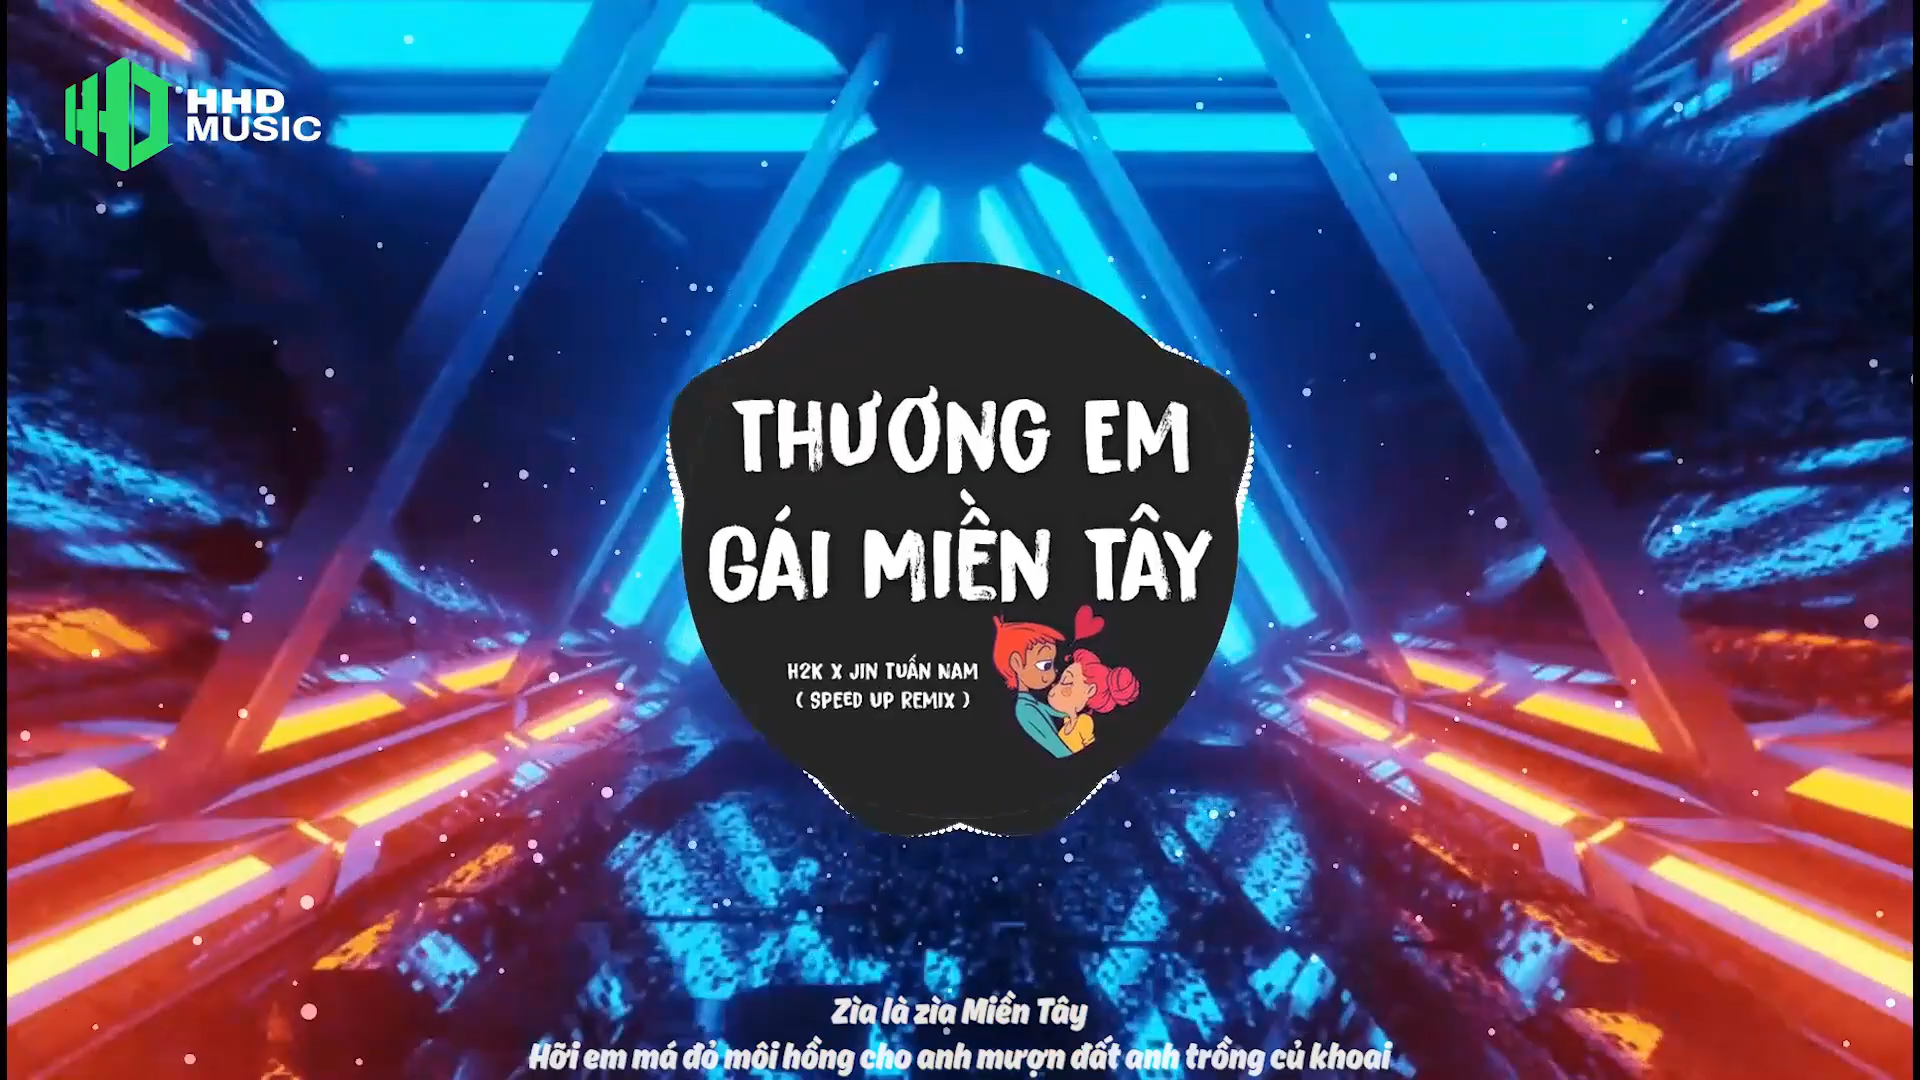 HHD
MUSIC
THƯƠNG EM
GÁI MIỀN TÂY
H2K X JIN TUẤN NAM
( SPEED UP REMIX )
Zìa là zìa Miền Tây
Hỡi em má đỏ môi hồng cho anh mượn đất anh trồng củ khoai